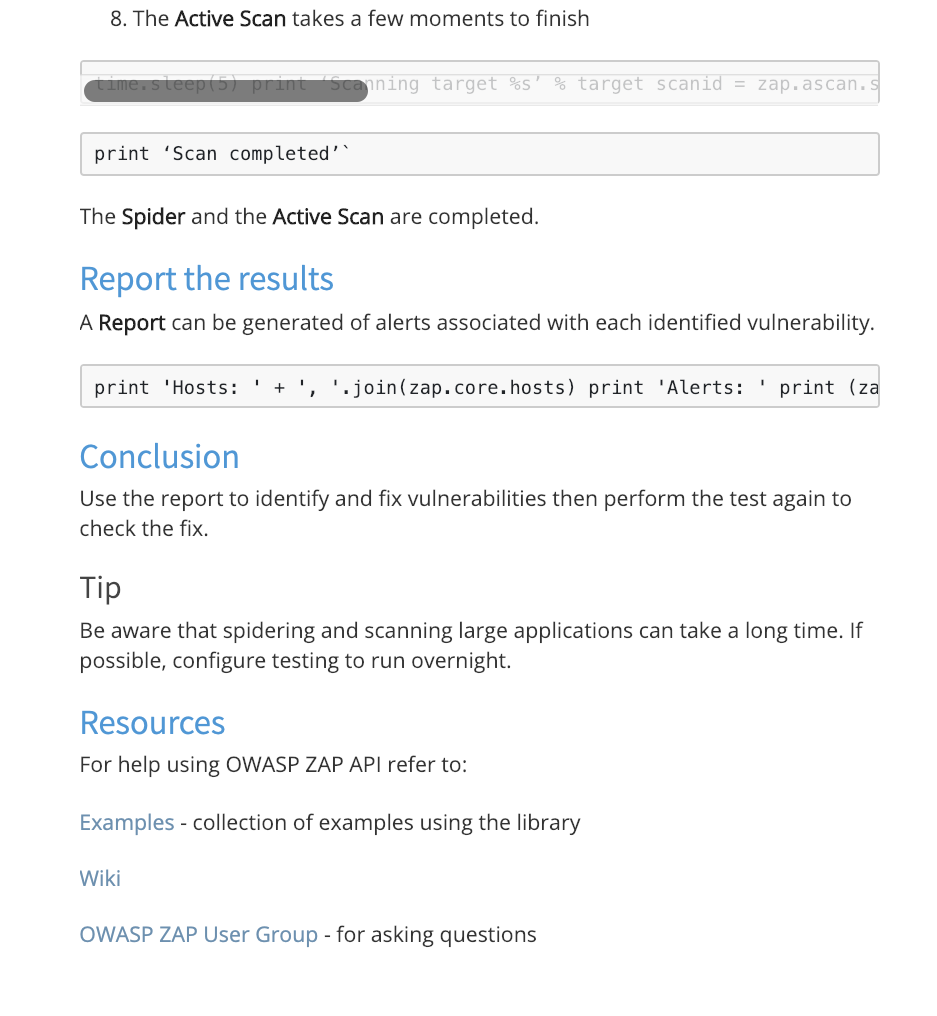 8. The Active Scan takes a few moments to finish
time.sleep(5) print ‘Scanning target %s’ % target scanid = zap.ascan.s
print ‘Scan completed’`
The Spider and the Active Scan are completed.
Report the results
A Report can be generated of alerts associated with each identified vulnerability.
print 'Hosts: ' + ', '.join(zap.core.hosts) print 'Alerts: ' print (za
Conclusion
Use the report to identify and fix vulnerabilities then perform the test again to
check the fix.
Tip
Be aware that spidering and scanning large applications can take a long time. If
possible, configure testing to run overnight.
Resources
For help using OWASP ZAP API refer to:
Examples - collection of examples using the library
Wiki
OWASP ZAP User Group - for asking questions